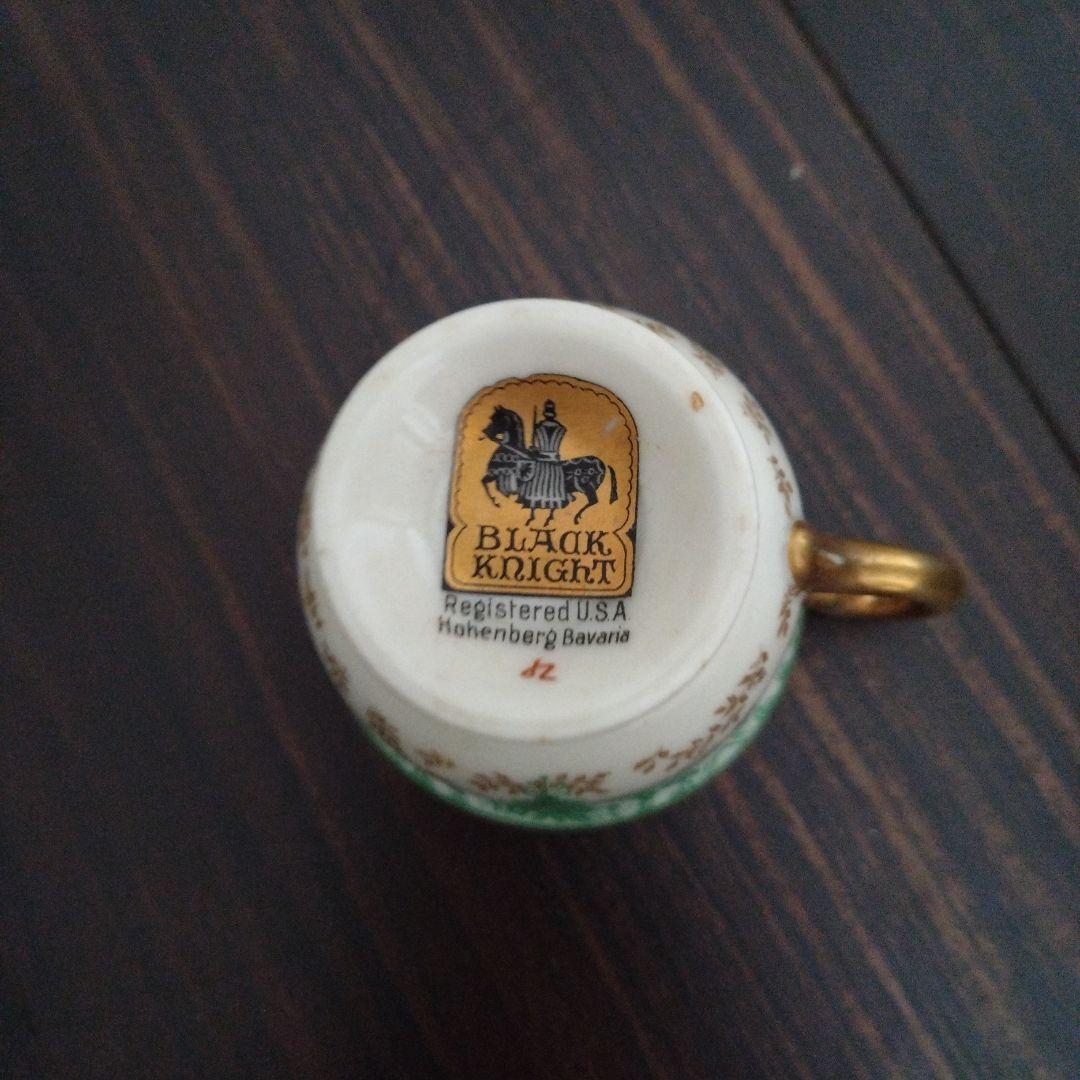 BLACK
KNIGHT
Registered U.S.A.
Hohenberg Bavaria